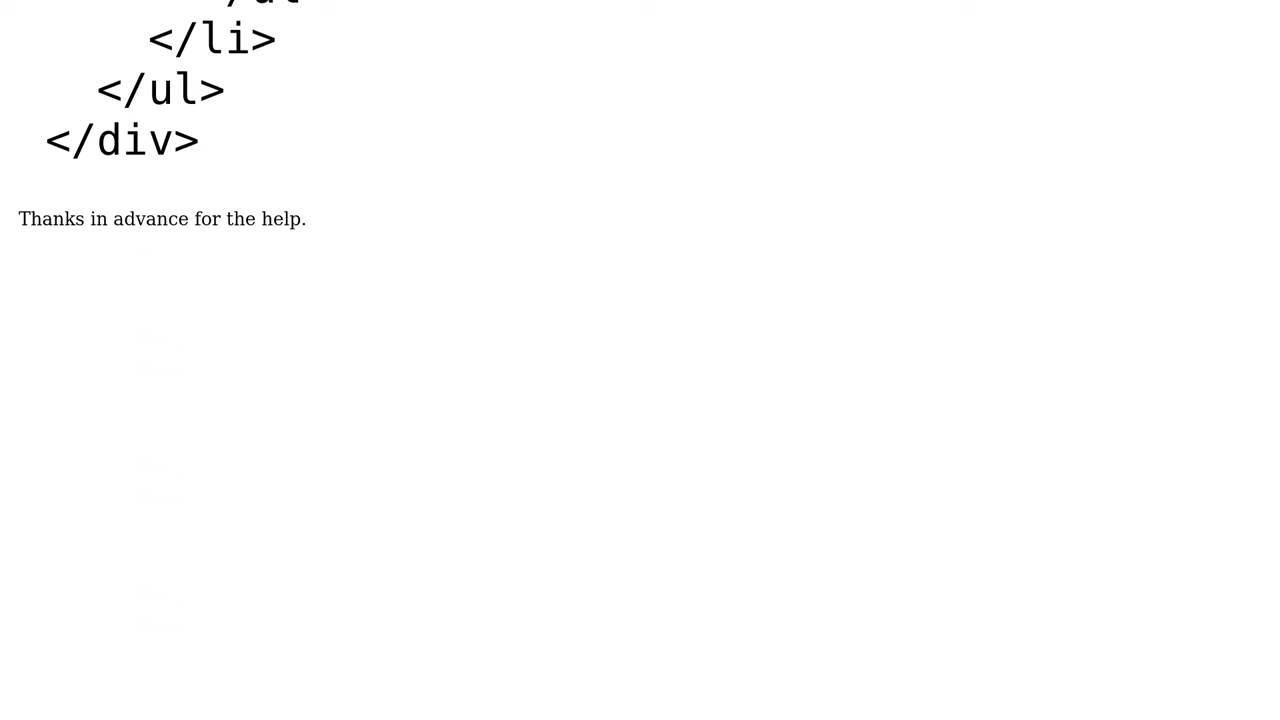 </li>
</ul>
</div>
Thanks in advance for the help.